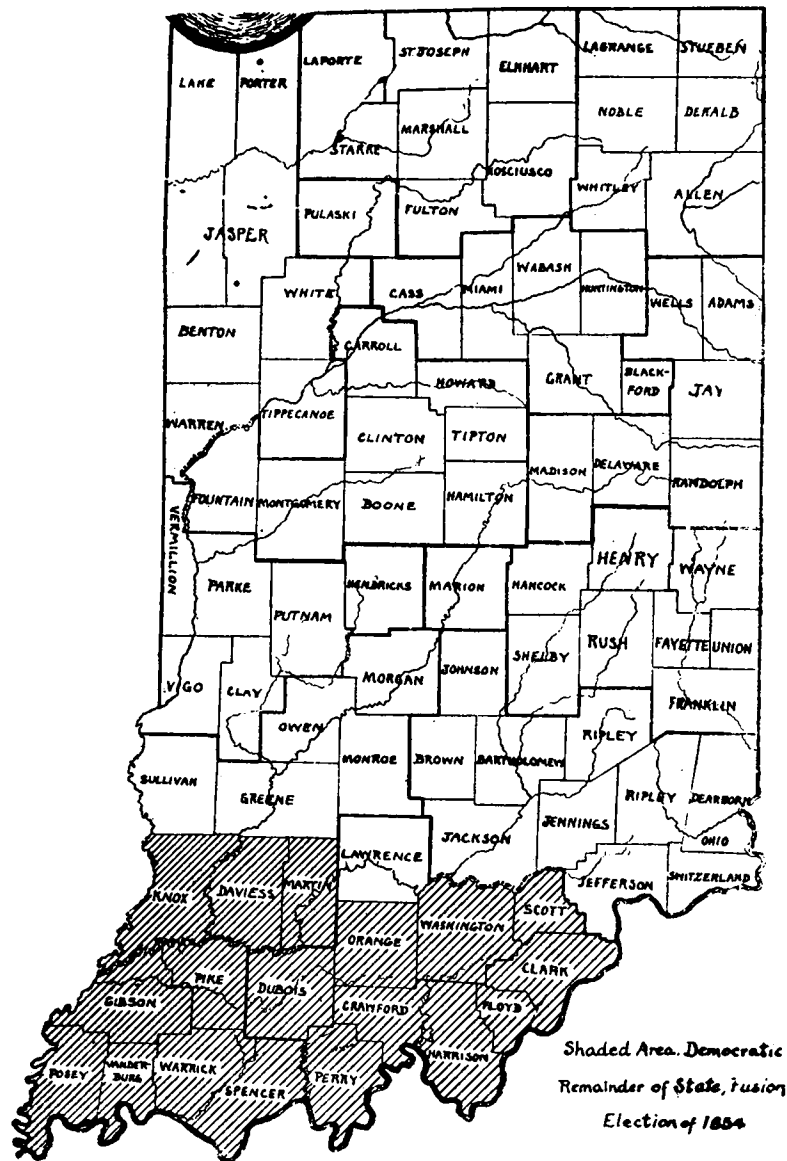 LAKE
PORTER
LAPORTE
ST. JOSEPH
ELKHART
LAGRANGE
STUEBEN
NOBLE
DEKALB
MARSHALL
STARKE
KOSCIUSCO
WHITLEY
ALLEN
JASPER
PULASKI
FULTON
WHITE
CASS
MIAMI
WABASH
HUNTINGTON
WELLS
ADAMS
BENTON
CARROLL
HOWARD
GRANT
BLACK-
FORD
JAY
WARREN
TIPPECANOE
CLINTON
TIPTON
MADISON
DELAWARE
RANDOLPH
FOUNTAIN
MONTGOMERY
BOONE
HAMILTON
VERMILLION
PARKE
PUTNAM
HENDRICKS
MARION
HANCOCK
HENRY
WAYNE
RUSH
FAYETTE
UNION
SHELBY
MORGAN
JOHNSON
VIGO
CLAY
OWEN
FRANKLIN
RIPLEY
MONROE
BROWN
BARTHOLOMEW
SULLIVAN
GREENE
RIPLEY
DEARBORN
JENNINGS
JACKSON
OHIO
LAWRENCE
JEFFERSON
SWITZERLAND
KNOX
DAVIESS
MARTIN
ORANGE
WASHINGTON
SCOTT
CLARK
PIKE
DUBOIS
GIBSON
CRAWFORD
FLOYD
HARRISON
POSEY
VANDER-
BURG
WARRICK
SPENCER
PERRY
Shaded Area. Democratic
Remainder of State, Fusion
Election of 1854